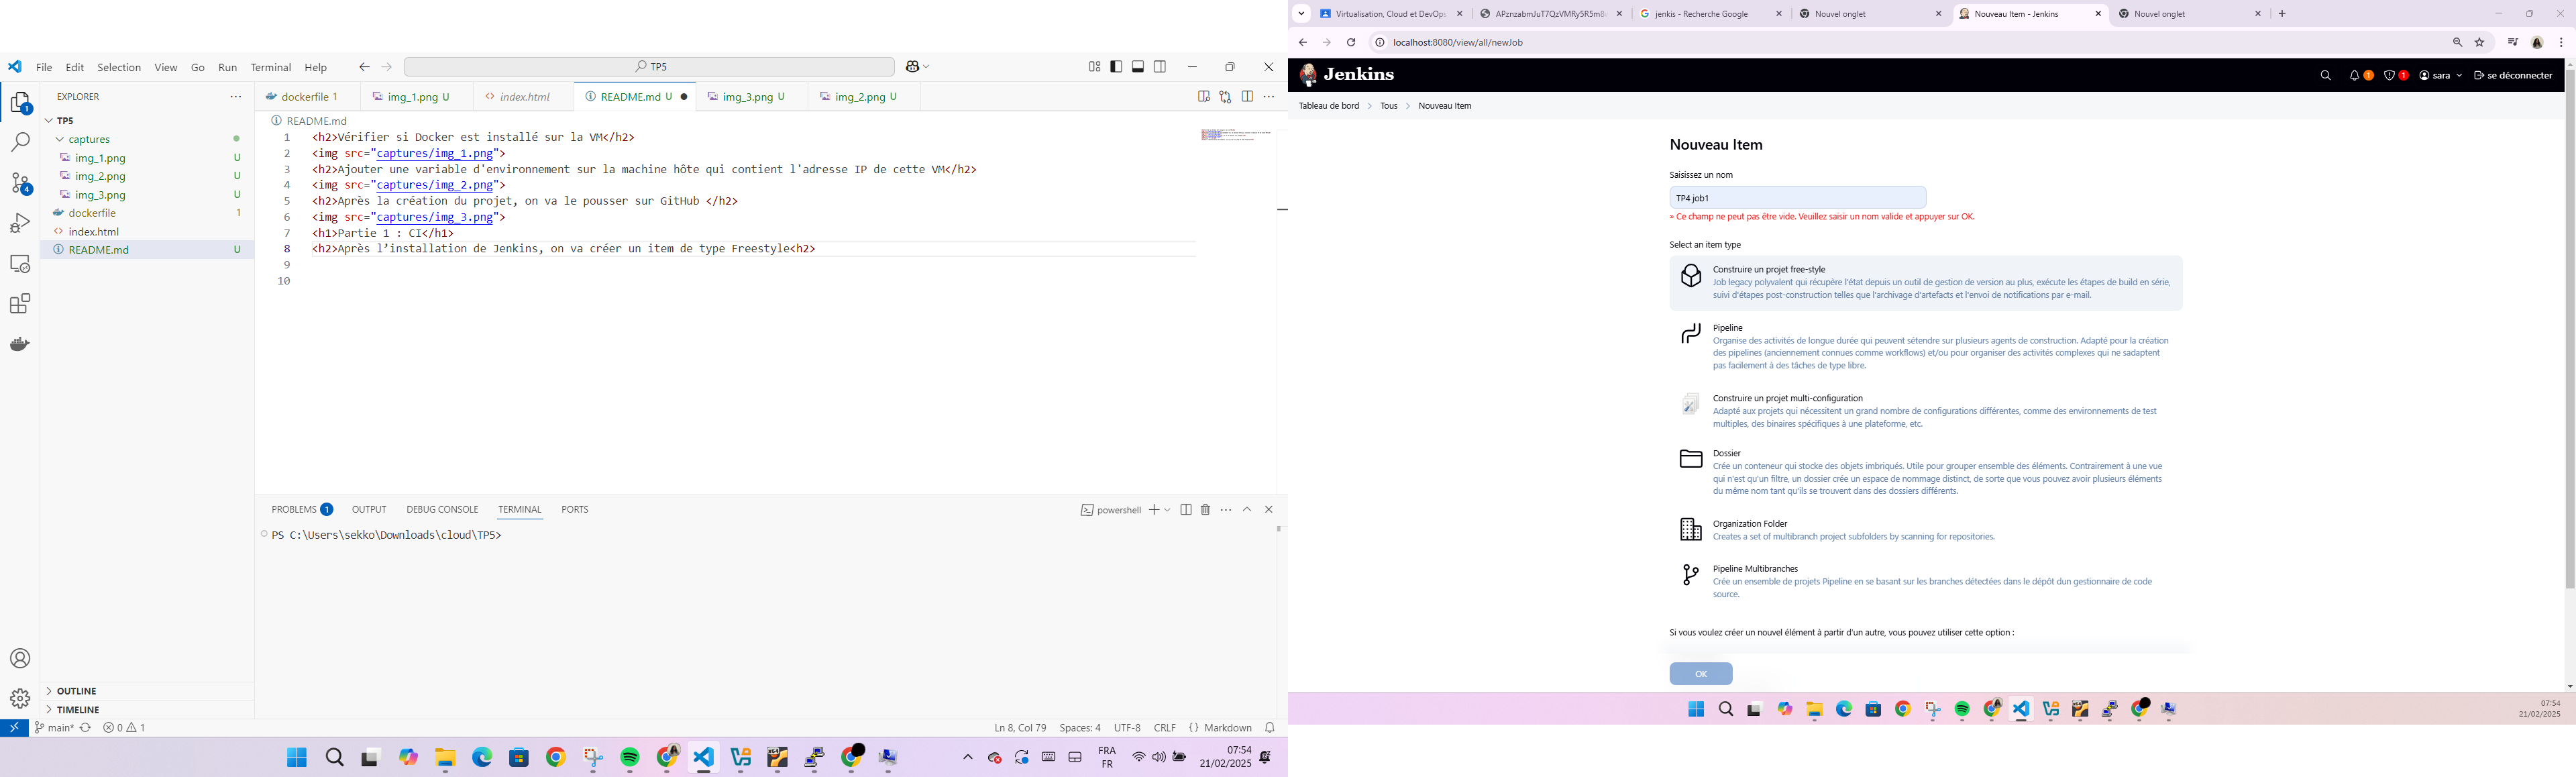 File Edit Selection View Go Run Terminal Help
TP5
EXPLORER
TP5
captures
img_1.png U
img_2.png U
img_3.png U
dockerfile 1
index.html
README.md U
OUTLINE
TIMELINE
1
4
dockerfile 1
img_1.png U
index.html
README.md U
img_3.png U
img_2.png U
README.md
1 <h2>Vérifier si Docker est installé sur la VM</h2>
2 <img src="captures/img_1.png">
3 <h2>Ajouter une variable d'environnement sur la machine hôte qui contient l'adresse IP de cette VM</h2>
4 <img src="captures/img_2.png">
5 <h2>Après la création du projet, on va le pousser sur GitHub </h2>
6 <img src="captures/img_3.png">
7 <h1>Partie 1 : CI</h1>
8 <h2>Après l’installation de Jenkins, on va créer un item de type Freestyle<h2>
9
10
PROBLEMS 1 OUTPUT DEBUG CONSOLE TERMINAL PORTS
powershell
PS C:\Users\sekko\Downloads\cloud\TP5>
main* 0 1
Ln 8, Col 79 Spaces: 4 UTF-8 CRLF {} Markdown
FRA
FR
07:54
21/02/2025
Virtualisation, Cloud et DevOps
jenkis - Recherche Google
Nouvel onglet
Nouveau Item - Jenkins
Nouvel onglet
localhost:8080/view/all/newJob
Jenkins
1
1
sara
se déconnecter
Tableau de bord > Tous > Nouveau Item
Nouveau Item
Saisissez un nom
TP4 job1
» Ce champ ne peut pas être vide. Veuillez saisir un nom valide et appuyer sur OK.
Select an item type
Construire un projet free-style
Job legacy polyvalent qui récupère l'état depuis un outil de gestion de version au plus, exécute les étapes de build en série,
suivi d'étapes post-construction telles que l'archivage d'artefacts et l'envoi de notifications par e-mail.
Pipeline
Organise des activités de longue durée qui peuvent sétendre sur plusieurs agents de construction. Adapté pour la création
des pipelines (anciennement connues comme workflows) et/ou pour organiser des activités complexes qui ne sadaptent
pas facilement à des tâches de type libre.
Construire un projet multi-configuration
Adapté aux projets qui nécessitent un grand nombre de configurations différentes, comme des environnements de test
multiples, des binaires spécifiques à une plateforme, etc.
Dossier
Crée un conteneur qui stocke des objets imbriqués. Utile pour grouper ensemble des éléments. Contrairement à une vue
qui n'est qu'un filtre, un dossier crée un espace de nommage distinct, de sorte que vous pouvez avoir plusieurs éléments
du même nom tant qu'ils se trouvent dans des dossiers différents.
Organization Folder
Creates a set of multibranch project subfolders by scanning for repositories.
Pipeline Multibranches
Crée un ensemble de projets Pipeline en se basant sur les branches détectées dans le dépôt dun gestionnaire de code
source.
Si vous voulez créer un nouvel élément à partir d'un autre, vous pouvez utiliser cette option :
OK
07:54
21/02/2025